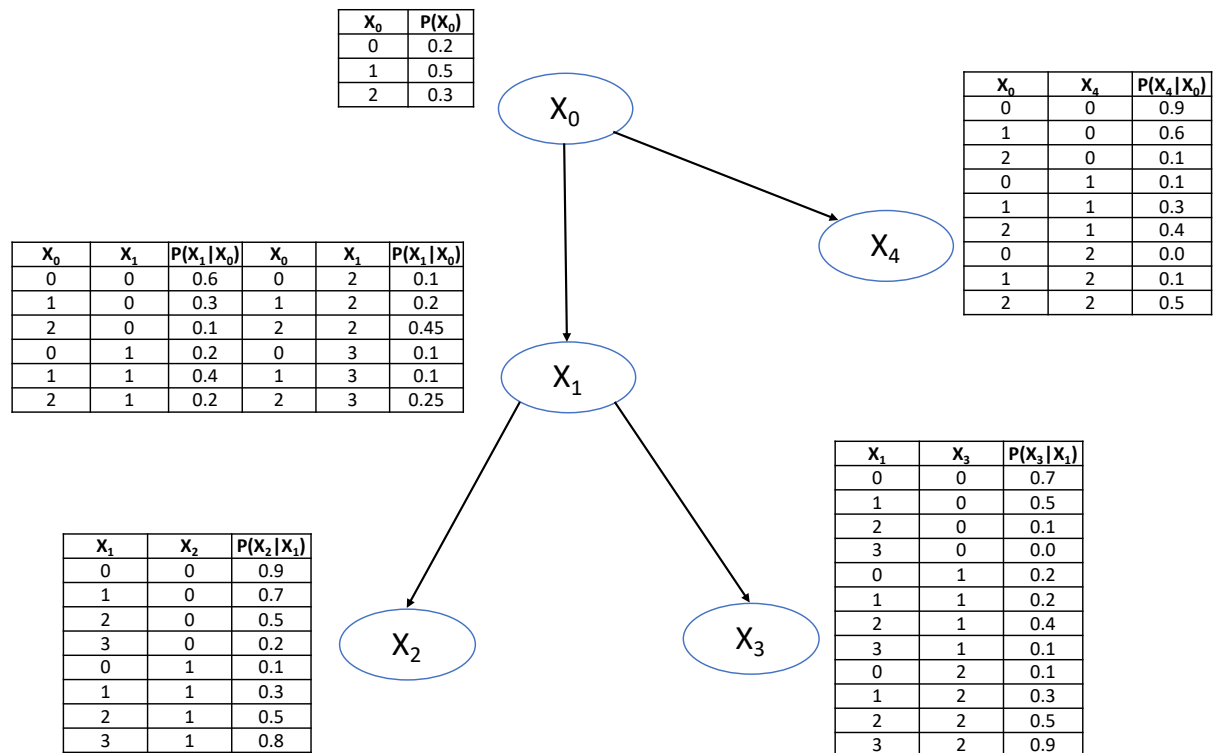 X₀ P(X₀)
0 0.2
1 0.5
2 0.3
X₀
X₀ X₄ P(X₄|X₀)
0 0 0.9
1 0 0.6
2 0 0.1
0 1 0.1
1 1 0.3
2 1 0.4
0 2 0.0
1 2 0.1
2 2 0.5
X₄
X₀ X₁ P(X₁|X₀) X₀ X₁ P(X₁|X₀)
0 0 0.6 0 2 0.1
1 0 0.3 1 2 0.2
2 0 0.1 2 2 0.45
0 1 0.2 0 3 0.1
1 1 0.4 1 3 0.1
2 1 0.2 2 3 0.25
X₁
X₁ X₃ P(X₃|X₁)
0 0 0.7
1 0 0.5
2 0 0.1
3 0 0.0
0 1 0.2
1 1 0.2
2 1 0.4
3 1 0.1
0 2 0.1
1 2 0.3
2 2 0.5
3 2 0.9
X₁ X₂ P(X₂|X₁)
0 0 0.9
1 0 0.7
2 0 0.5
3 0 0.2
0 1 0.1
1 1 0.3
2 1 0.5
3 1 0.8
X₂
X₃